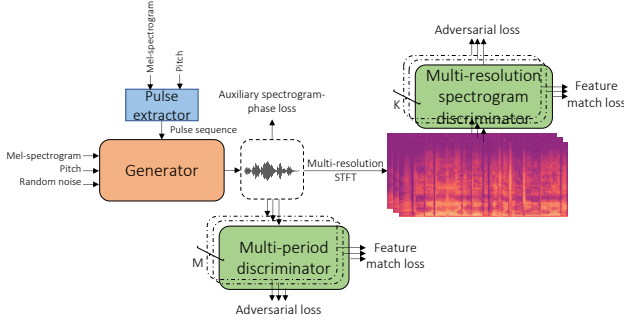 Mel-spectrogram
Pitch
Pulse
extractor
Pulse sequence
Mel-spectrogram
Pitch
Random noise
Generator
Auxiliary spectrogram-
phase loss
Multi-resolution
STFT
Adversarial loss
Multi-resolution
spectrogram
discriminator
K
Feature
match loss
Multi-period
discriminator
M
Feature
match loss
Adversarial loss